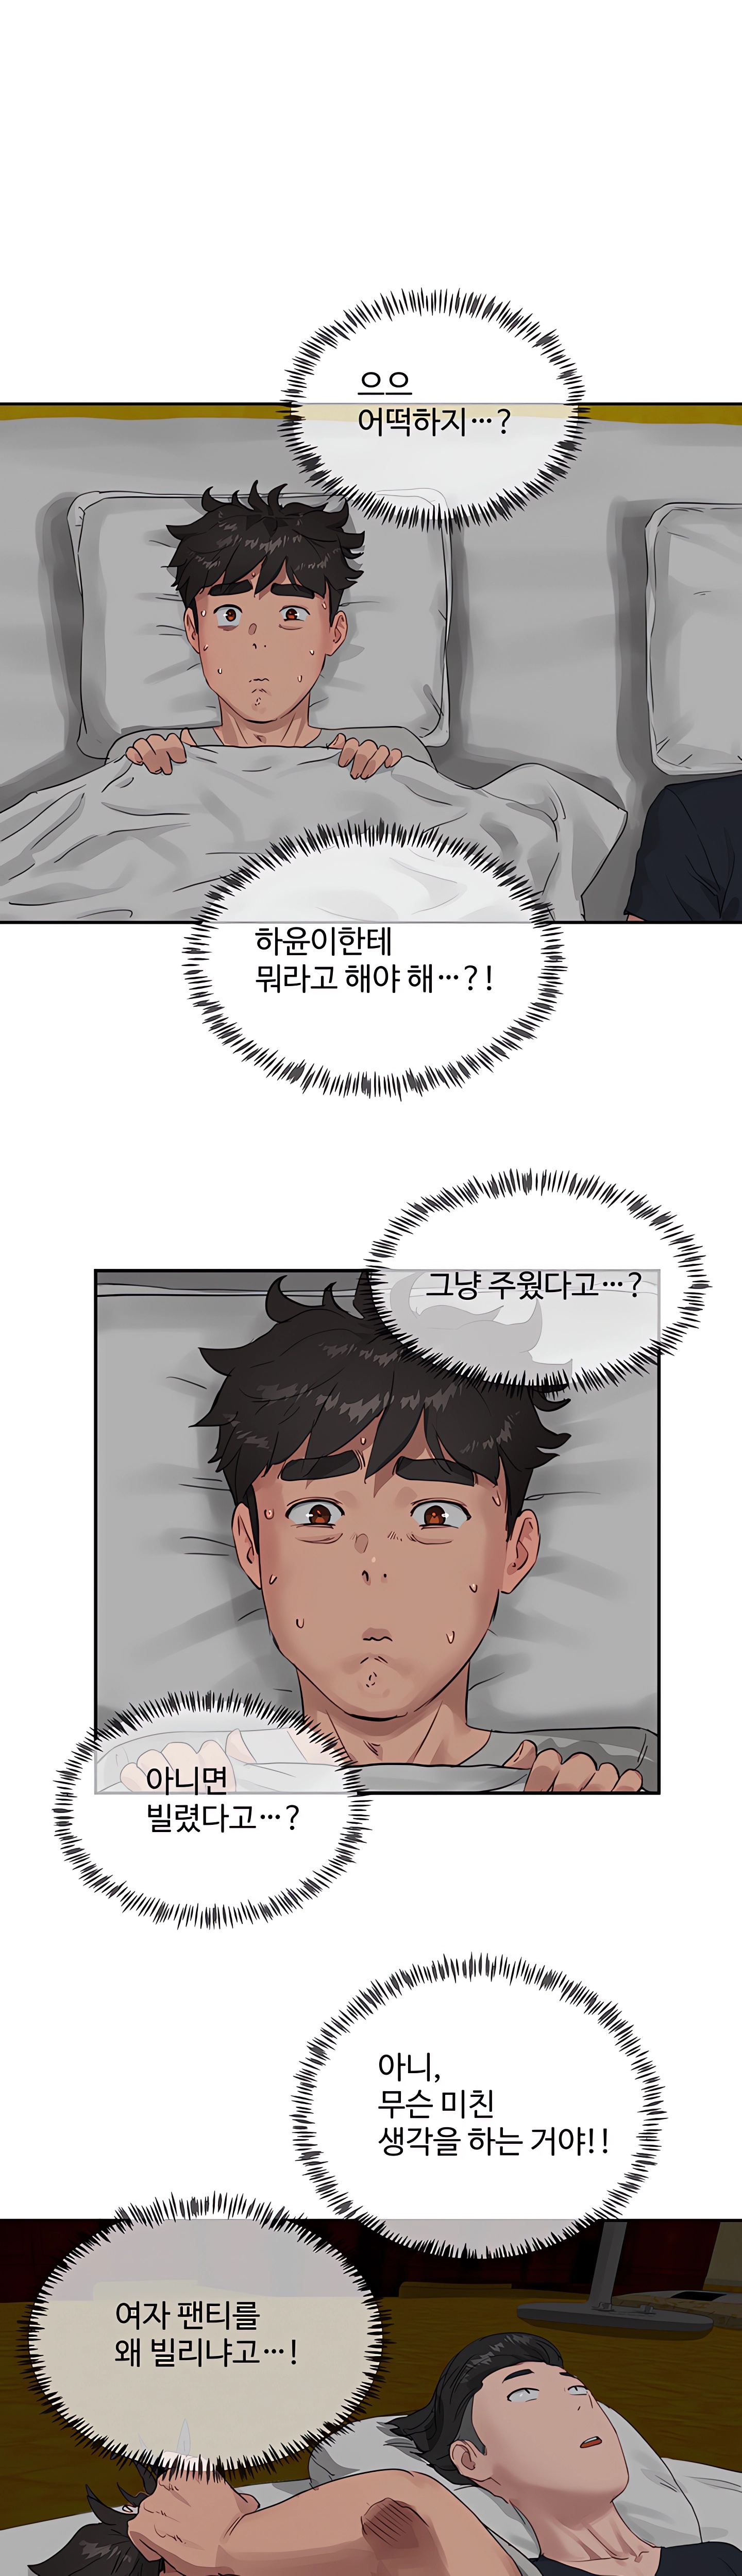 으으
어떡하지…?
하윤이한테
뭐라고 해야 해…?!
그냥 주웠다고…?
아니면
빌렸다고…?
아니,
무슨 미친
생각을 하는 거야!!
여자 팬티를
왜 빌리냐고…!